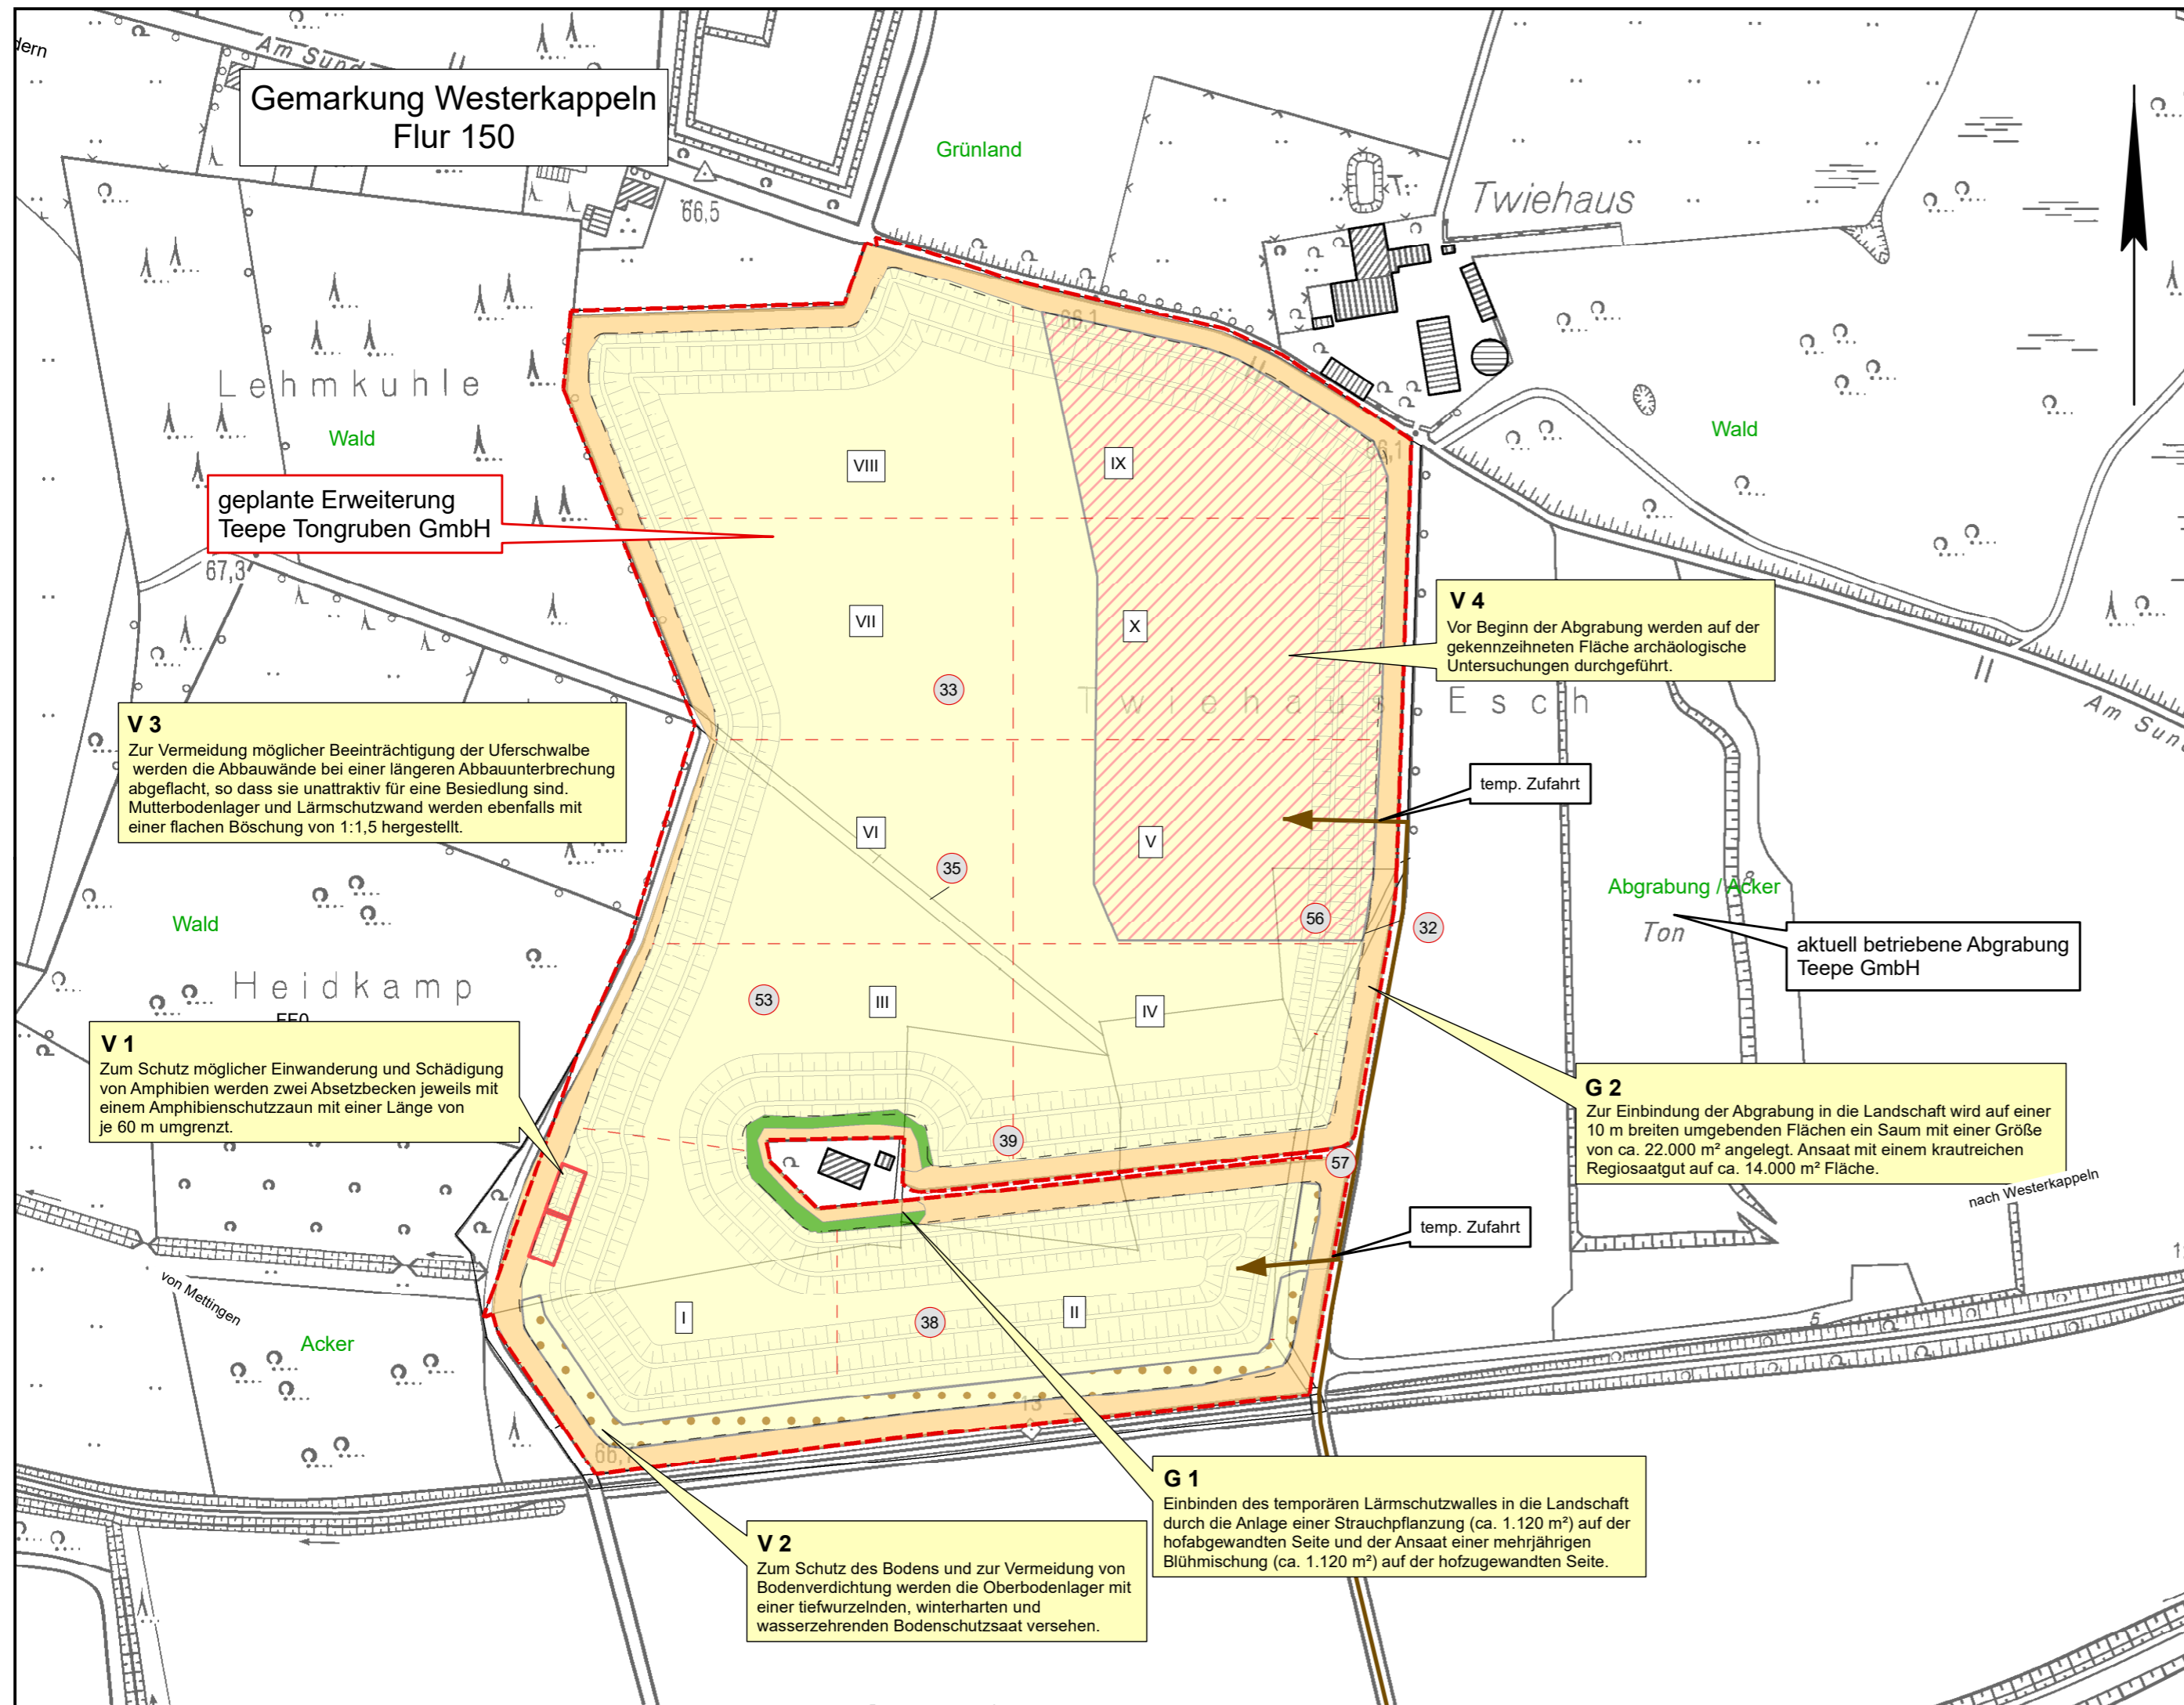 dern
Am Sund
Gemarkung Westerkappeln
Flur 150
Grünland
66,5
T
Twiehaus
66,1
Lehmkuhle
Wald
Wald
66,1
VIII
IX
geplante Erweiterung
Teepe Tongruben GmbH
67,3
VII
X
V 4
Vor Beginn der Abgrabung werden auf der
gekennzeihneten Fläche archäologische
Untersuchungen durchgeführt.
33
Twiehaus Esch
Am Sund
V 3
Zur Vermeidung möglicher Beeinträchtigung der Uferschwalbe
werden die Abbauwände bei einer längeren Abbauunterbrechung
abgeflacht, so dass sie unattraktiv für eine Besiedlung sind.
Mutterbodenlager und Lärmschutzwand werden ebenfalls mit
einer flachen Böschung von 1:1,5 hergestellt.
temp. Zufahrt
VI
V
35
Abgrabung / Acker
Wald
56
32
Ton
aktuell betriebene Abgrabung
Teepe GmbH
Heidkamp
53
III
IV
V 1
Zum Schutz möglicher Einwanderung und Schädigung
von Amphibien werden zwei Absetzbecken jeweils mit
einem Amphibienschutzzaun mit einer Länge von
je 60 m umgrenzt.
G 2
Zur Einbindung der Abgrabung in die Landschaft wird auf einer
10 m breiten umgebenden Flächen ein Saum mit einer Größe
von ca. 22.000 m² angelegt. Ansaat mit einem krautreichen
Regiosaatgut auf ca. 14.000 m² Fläche.
39
57
nach Westerkappeln
temp. Zufahrt
von Mettingen
I
II
38
5
Acker
13
66,
G 1
Einbinden des temporären Lärmschutzwalles in die Landschaft
durch die Anlage einer Strauchpflanzung (ca. 1.120 m²) auf der
hofabgewandten Seite und der Ansaat einer mehrjährigen
Blühmischung (ca. 1.120 m²) auf der hofzugewandten Seite.
V 2
Zum Schutz des Bodens und zur Vermeidung von
Bodenverdichtung werden die Oberbodenlager mit
einer tiefwurzelnden, winterharten und
wasserzehrenden Bodenschutzsaat versehen.